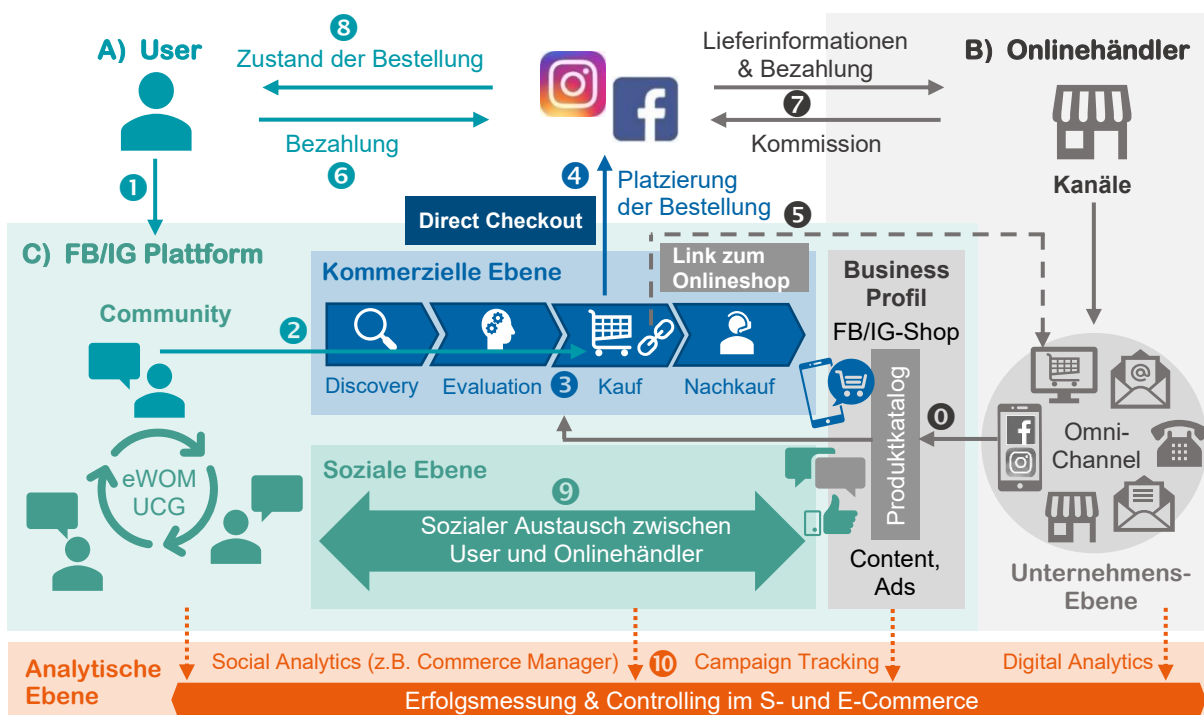 A) User
8
Zustand der Bestellung
Bezahlung
6
1
Lieferinformationen
& Bezahlung
7
Kommission
B) Onlinehändler
Kanäle
4
Platzierung
der Bestellung
5
Direct Checkout
Link zum
Onlineshop
C) FB/IG Plattform
Community
eWOM
UCG
Kommerzielle Ebene
2
Discovery
Evaluation
3
Kauf
Nachkauf
Business
Profil
FB/IG-Shop
Produktkatalog
Content,
Ads
0
@
Omni-
Channel
Unternehmens-
Ebene
Soziale Ebene
9
Sozialer Austausch zwischen
User und Onlinehändler
Analytische
Ebene
Social Analytics (z.B. Commerce Manager)
10
Campaign Tracking
Digital Analytics
Erfolgsmessung & Controlling im S- und E-Commerce